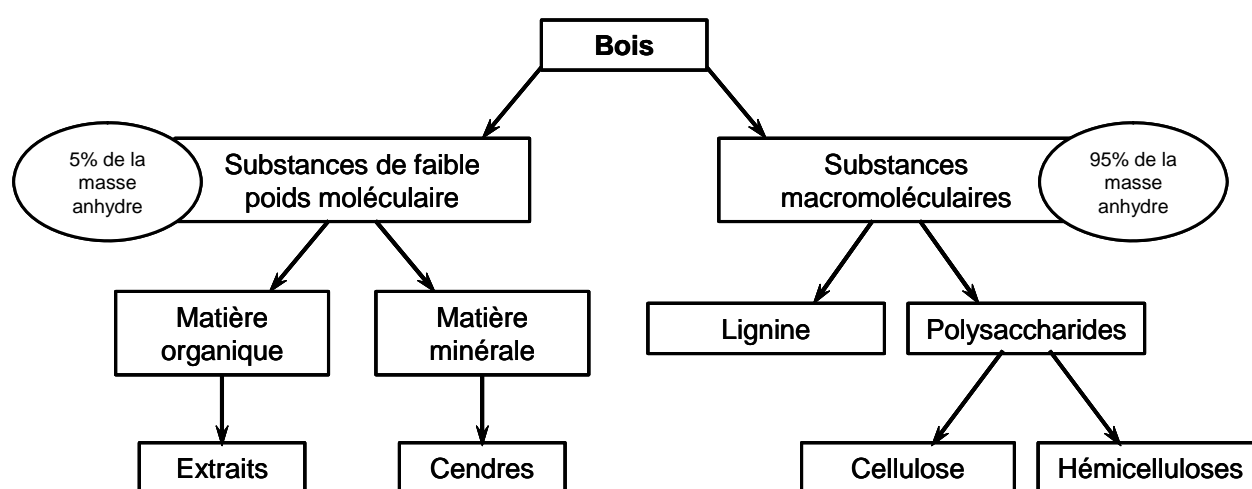 Bois
5% de la
masse
anhydre
Substances de faible
poids moléculaire
Substances
macromoléculaires
95% de la
masse
anhydre
Matière
organique
Matière
minérale
Lignine
Polysaccharides
Extraits
Cendres
Cellulose
Hémicelluloses